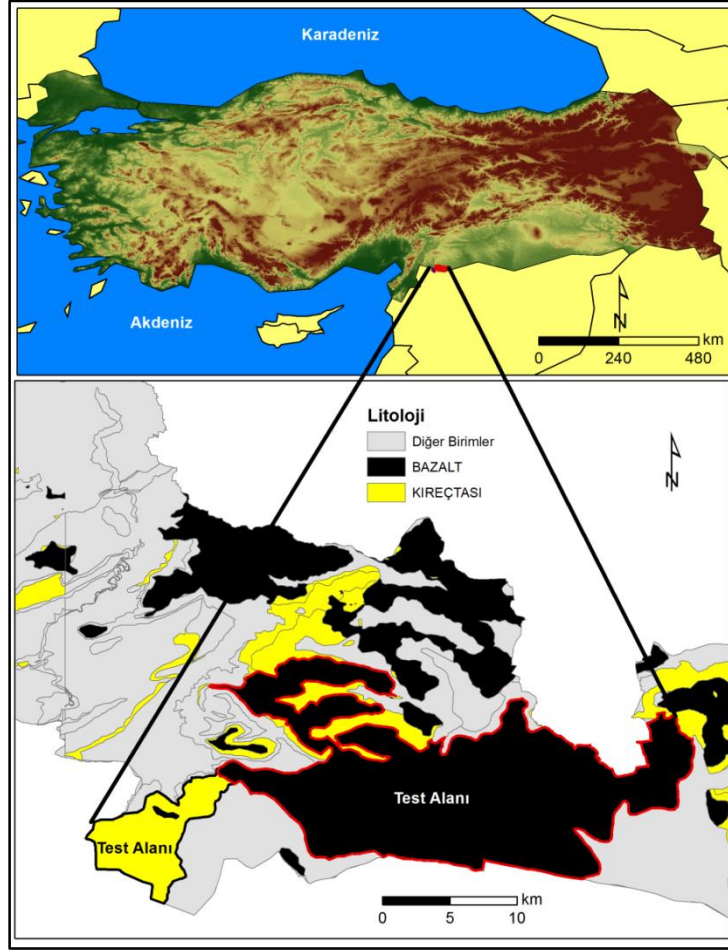 Karadeniz
Akdeniz
N
km
0 240 480
Litoloji
Diğer Birimler
BAZALT
KIREÇTASI
N
Test Alanı
Test Alanı
km
0 5 10